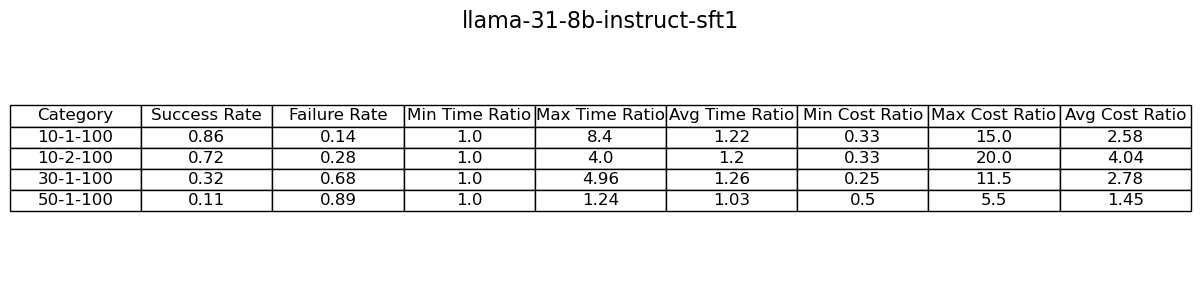 llama-31-8b-instruct-sft1
Category Success Rate Failure Rate Min Time Ratio Max Time Ratio Avg Time Ratio Min Cost Ratio Max Cost Ratio Avg Cost Ratio
10-1-100 0.86 0.14 1.0 8.4 1.22 0.33 15.0 2.58
10-2-100 0.72 0.28 1.0 4.0 1.2 0.33 20.0 4.04
30-1-100 0.32 0.68 1.0 4.96 1.26 0.25 11.5 2.78
50-1-100 0.11 0.89 1.0 1.24 1.03 0.5 5.5 1.45